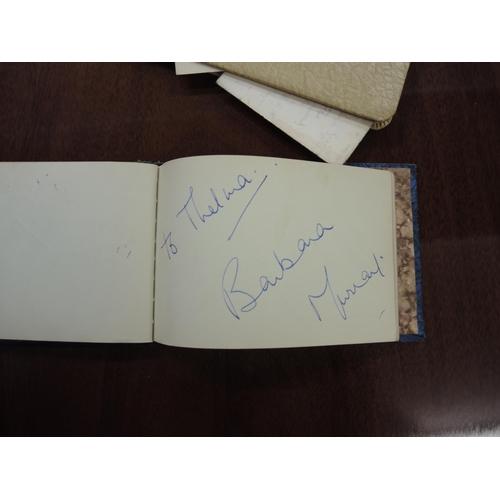 to Thelma.
Barbara
Murray.